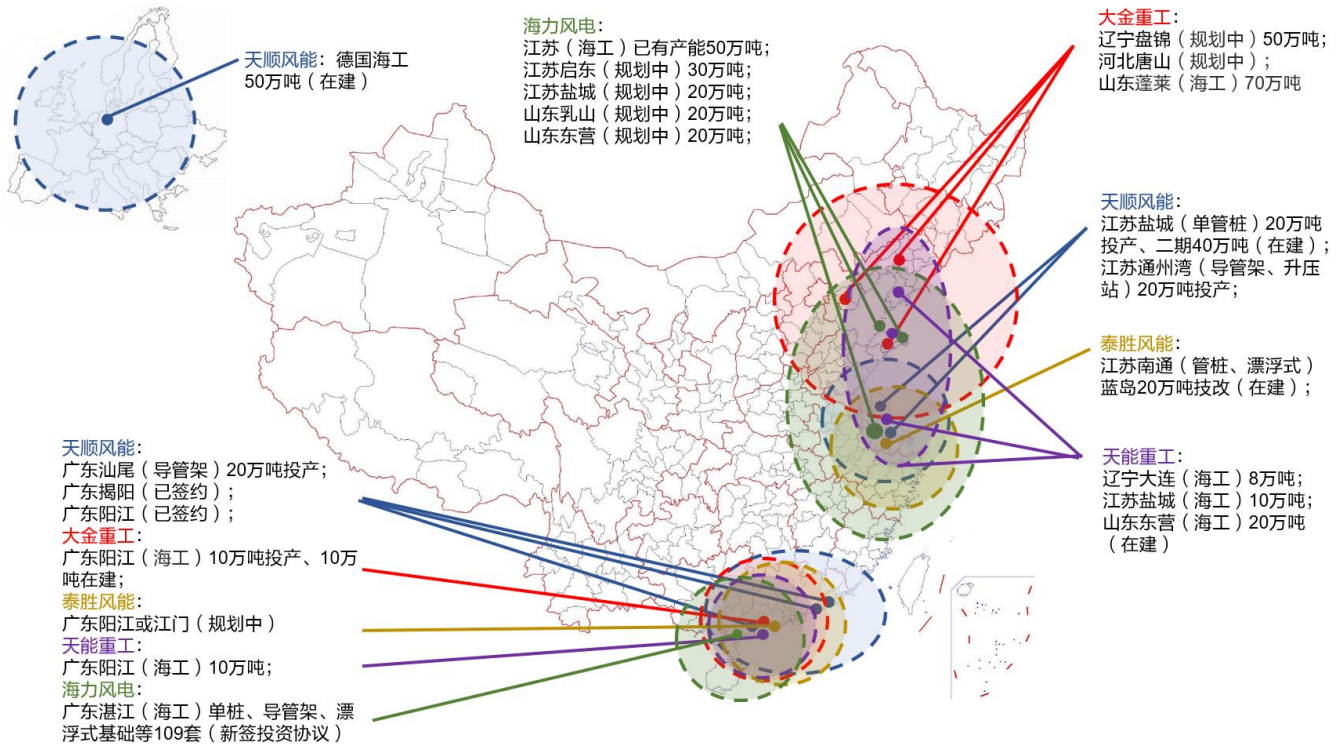 天顺风能：德国海工
50万吨（在建）
海力风电：
江苏（海工）已有产能50万吨；
江苏启东（规划中）30万吨；
江苏盐城（规划中）20万吨；
山东乳山（规划中）20万吨；
山东东营（规划中）20万吨；
大金重工：
辽宁盘锦（规划中）50万吨；
河北唐山（规划中）；
山东蓬莱（海工）70万吨
天顺风能：
江苏盐城（单管桩）20万吨
投产、二期40万吨（在建）；
江苏通州湾（导管架、升压
站）20万吨投产；
泰胜风能：
江苏南通（管桩、漂浮式）
蓝岛20万吨技改（在建）；
天能重工：
辽宁大连（海工）8万吨；
江苏盐城（海工）10万吨；
山东东营（海工）20万吨
（在建）
天顺风能：
广东汕尾（导管架）20万吨投产；
广东揭阳（已签约）；
广东阳江（已签约）；
大金重工：
广东阳江（海工）10万吨投产、10万
吨在建；
泰胜风能：
广东阳江或江门（规划中）
天能重工：
广东阳江（海工）10万吨；
海力风电：
广东湛江（海工）单桩、导管架、漂
浮式基础等109套（新签投资协议）